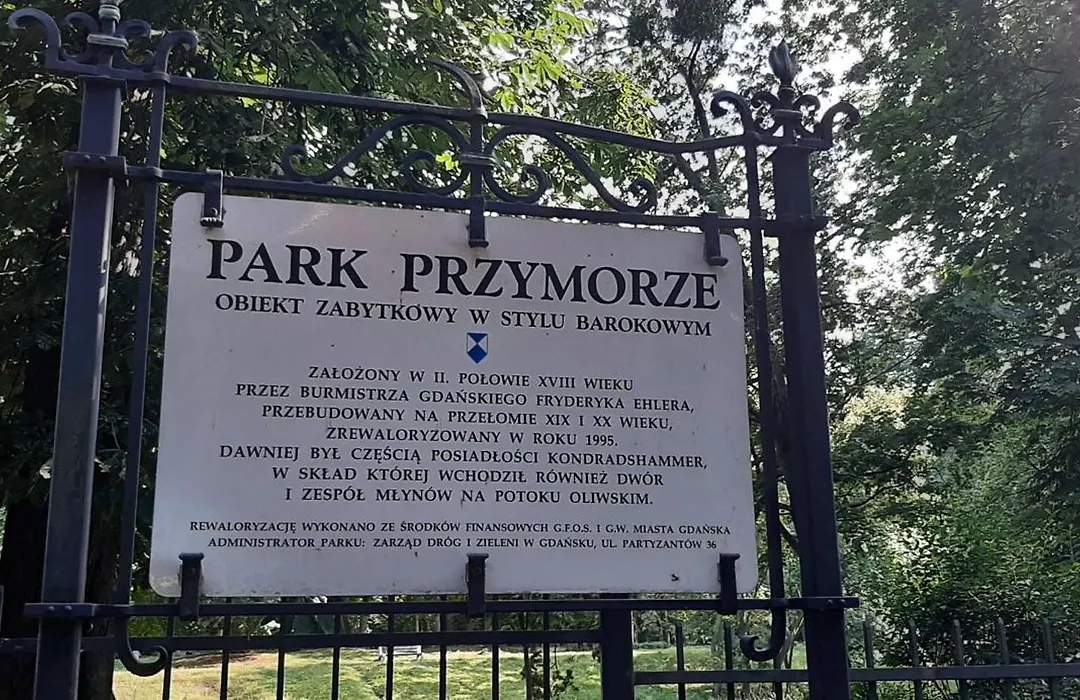 PARK PRZYMORZE
OBIEKT ZABYTKOWY W STYLU BAROKOWYM
ZAŁOŻONY W II. POŁOWIE XVIII WIEKU
PRZEZ BURMISTRZA GDAŃSKIEGO FRYDERYKA EHLERA,
PRZEBUDOWANY NA PRZEŁOMIE XIX I XX WIEKU,
ZREWALORYZOWANY W ROKU 1995.
DAWNIEJ BYŁ CZĘŚCIĄ POSIADŁOŚCI KONDRADSHAMMER,
W SKŁAD KTÓREJ WCHODZIŁ RÓWNIEŻ DWÓR
I ZESPÓŁ MŁYNÓW NA POTOKU OLIWSKIM.
REWALORYZACJĘ WYKONANO ZE ŚRODKÓW FINANSOWYCH G.F.O.S. I G.W. MIASTA GDAŃSKA
ADMINISTRATOR PARKU: ZARZĄD DRÓG I ZIELENI W GDAŃSKU, UL. PARTYZANTÓW 36